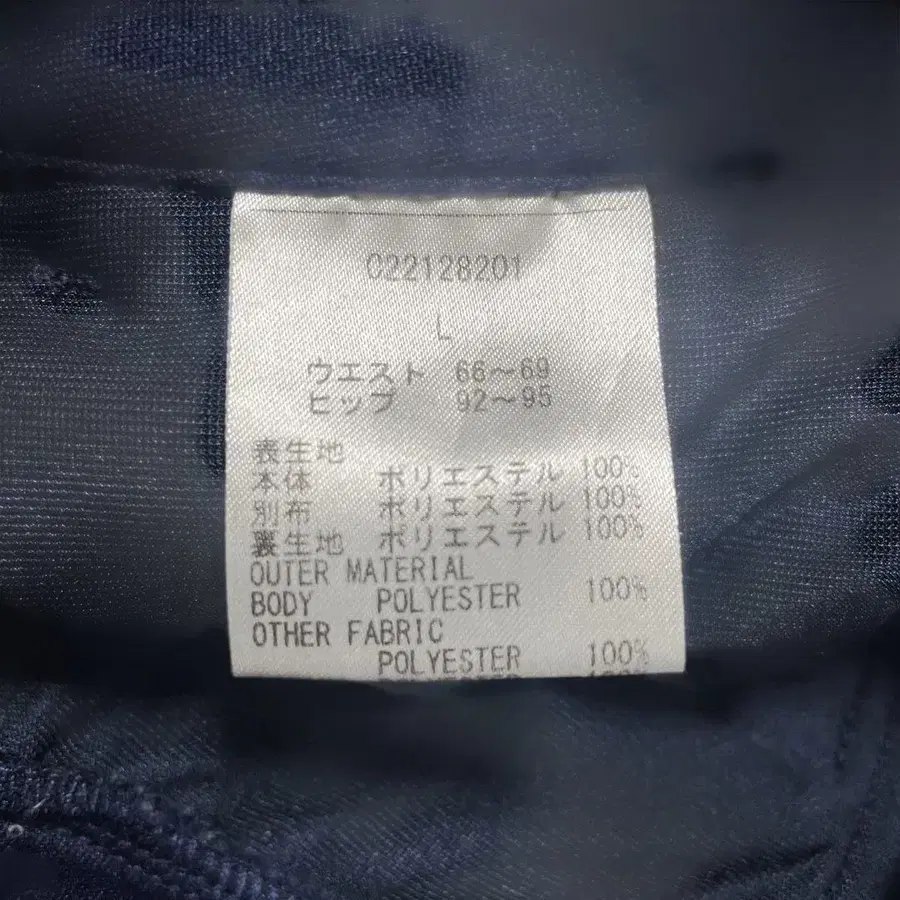 C22128201
L
ウエスト 66～69
ヒップ 92～95
表生地
本体 ポリエステル 100%
別布 ポリエステル 100%
裏生地 ポリエステル 100%
OUTER MATERIAL
BODY POLYESTER 100%
OTHER FABRIC
POLYESTER 100%